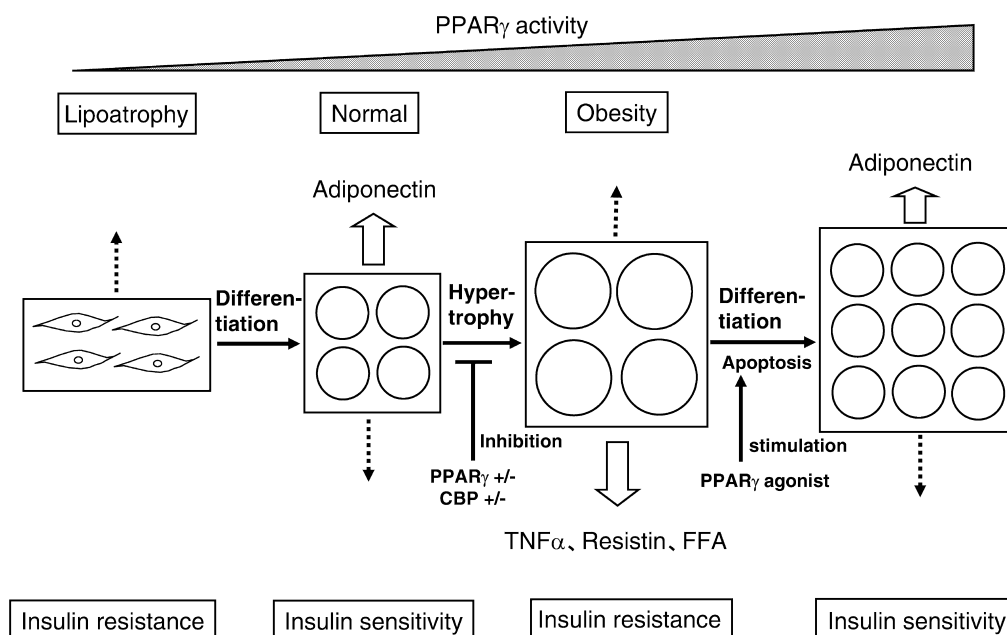 PPARγ activity
Lipoatrophy
Normal
Obesity
Adiponectin
Adiponectin
Differen-
tiation
Hyper-
trophy
Differen-
tiation
Apoptosis
Inhibition
PPARγ +/-
CBP +/-
stimulation
PPARγ agonist
TNFα、Resistin、FFA
Insulin resistance
Insulin sensitivity
Insulin resistance
Insulin sensitivity